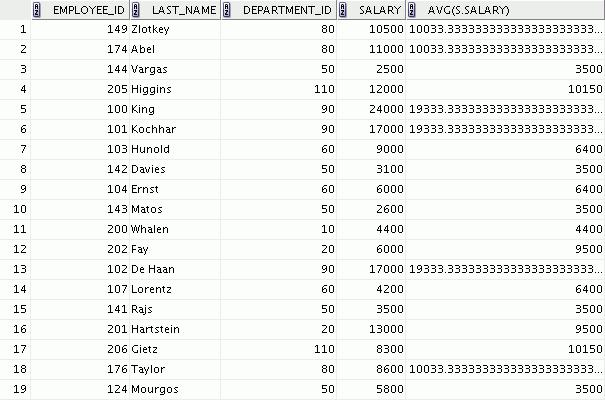 EMPLOYEE_ID LAST_NAME DEPARTMENT_ID SALARY AVG(S.SALARY)
1 149 Zlotkey 80 10500 10033.3333333333333333333333...
2 174 Abel 80 11000 10033.3333333333333333333333...
3 144 Vargas 50 2500 3500
4 205 Higgins 110 12000 10150
5 100 King 90 24000 19333.3333333333333333333333...
6 101 Kochhar 90 17000 19333.3333333333333333333333...
7 103 Hunold 60 9000 6400
8 142 Davies 50 3100 3500
9 104 Ernst 60 6000 6400
10 143 Matos 50 2600 3500
11 200 Whalen 10 4400 4400
12 202 Fay 20 6000 9500
13 102 De Haan 90 17000 19333.3333333333333333333333...
14 107 Lorentz 60 4200 6400
15 141 Rajs 50 3500 3500
16 201 Hartstein 20 13000 9500
17 206 Gietz 110 8300 10150
18 176 Taylor 80 8600 10033.3333333333333333333333...
19 124 Mourgos 50 5800 3500